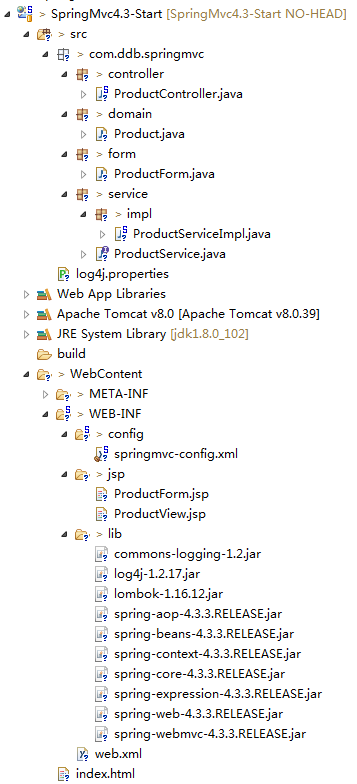 > SpringMvc4.3-Start [SpringMvc4.3-Start NO-HEAD]
> src
> com.ddb.springmvc
> controller
ProductController.java
> domain
Product.java
> form
ProductForm.java
> service
> impl
ProductServiceImpl.java
> ProductService.java
log4j.properties
Web App Libraries
Apache Tomcat v8.0 [Apache Tomcat v8.0.39]
JRE System Library [jdk1.8.0_102]
build
> WebContent
> META-INF
> WEB-INF
> config
springmvc-config.xml
> jsp
ProductForm.jsp
ProductView.jsp
> lib
commons-logging-1.2.jar
log4j-1.2.17.jar
lombok-1.16.12.jar
spring-aop-4.3.3.RELEASE.jar
spring-beans-4.3.3.RELEASE.jar
spring-context-4.3.3.RELEASE.jar
spring-core-4.3.3.RELEASE.jar
spring-expression-4.3.3.RELEASE.jar
spring-web-4.3.3.RELEASE.jar
spring-webmvc-4.3.3.RELEASE.jar
web.xml
index.html